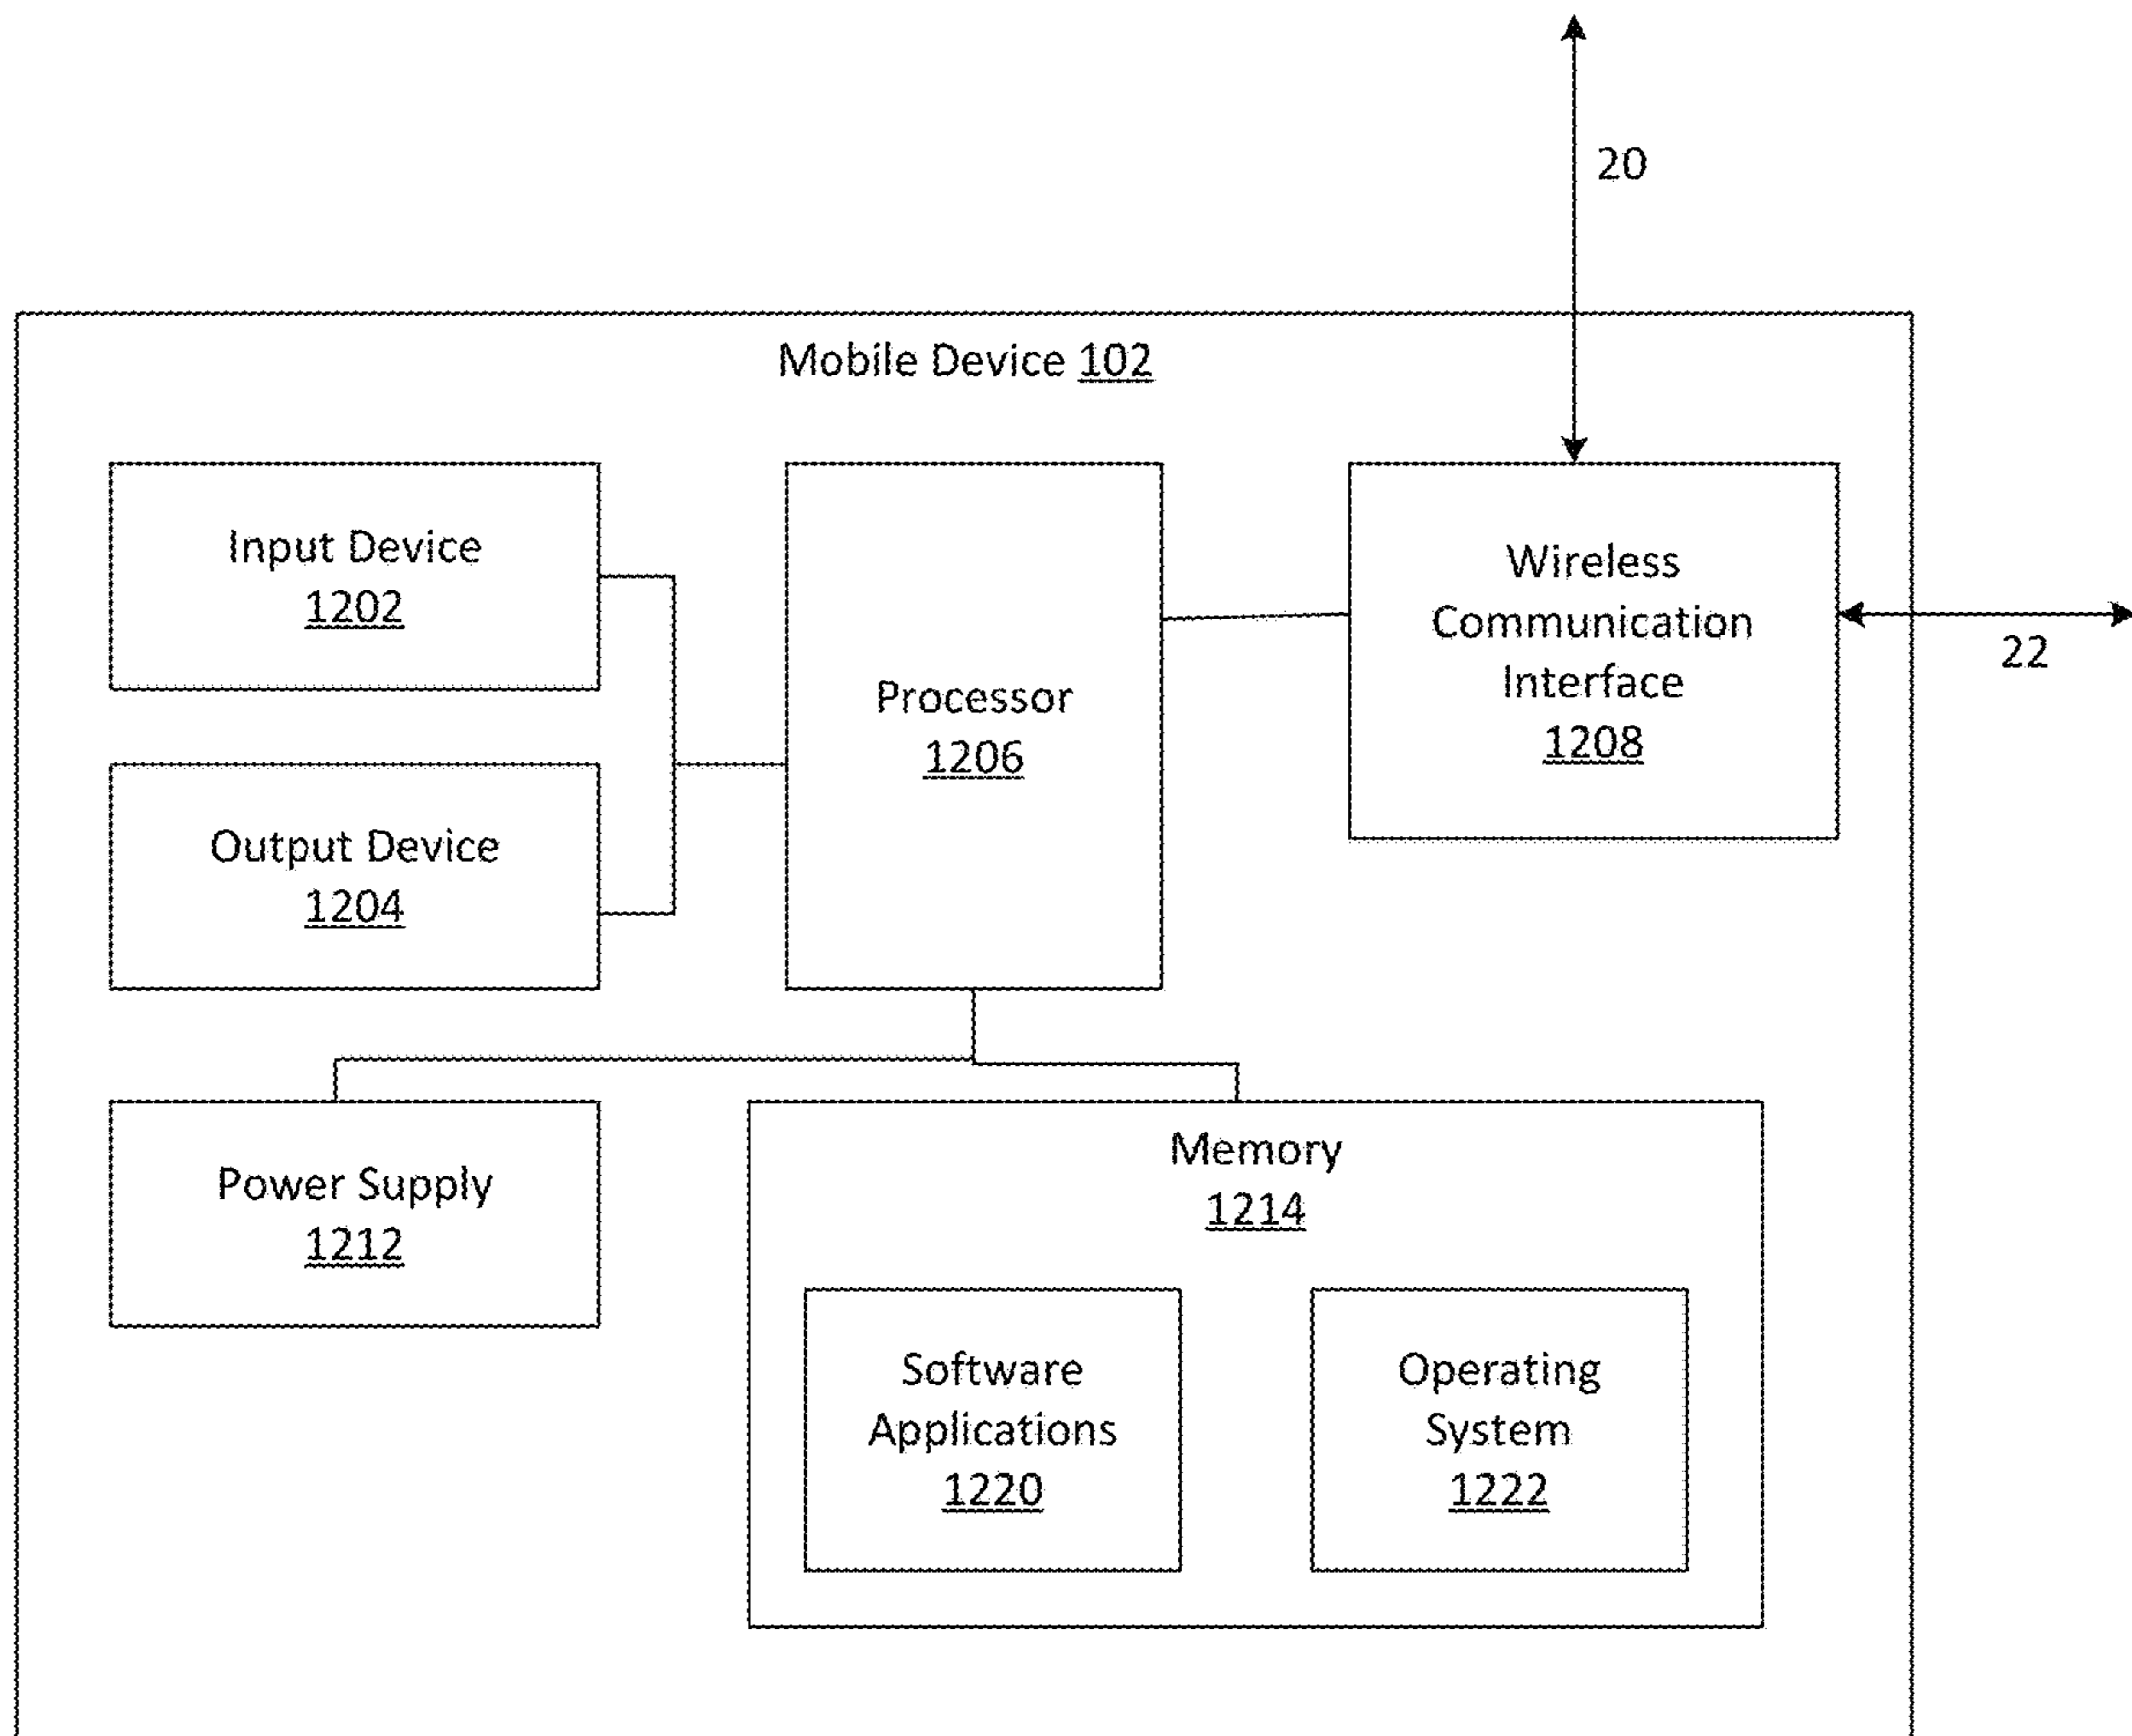 20
Mobile Device 102
Input Device
1202
Processor
1206
Wireless
Communication
Interface
1208
22
Output Device
1204
Power Supply
1212
Memory
1214
Software
Applications
1220
Operating
System
1222